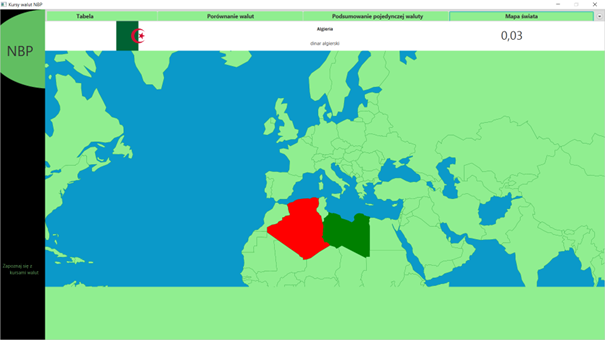 Kursy walut NBP
Tabela
Porównanie walut
Podsumowanie pojedynczej waluty
Mapa świata
NBP
Algieria
dinar algierski
0,03
Zapoznaj się z
kursami walut